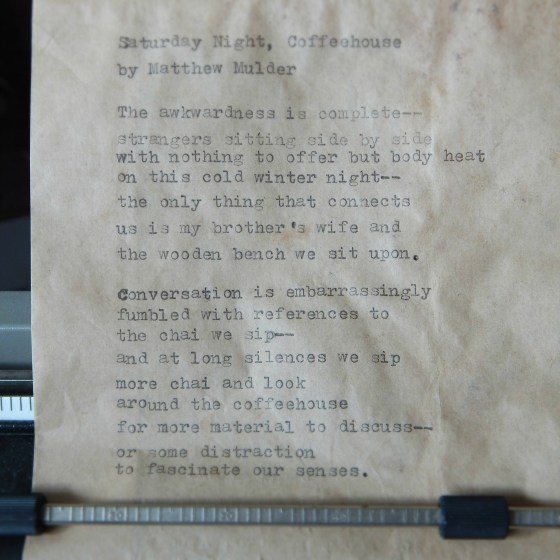 Saturday Night, Coffeehouse
by Matthew Mulder
The awkwardness is complete--
strangers sitting side by side
with nothing to offer but body heat
on this cold winter night--
the only thing that connects
us is my brother's wife and
the wooden bench we sit upon.
Conversation is embarrassingly
fumbled with references to
the chai we sip--
and at long silences we sip
more chai and look
around the coffeehouse
for more material to discuss--
or some distraction
to fascinate our senses.